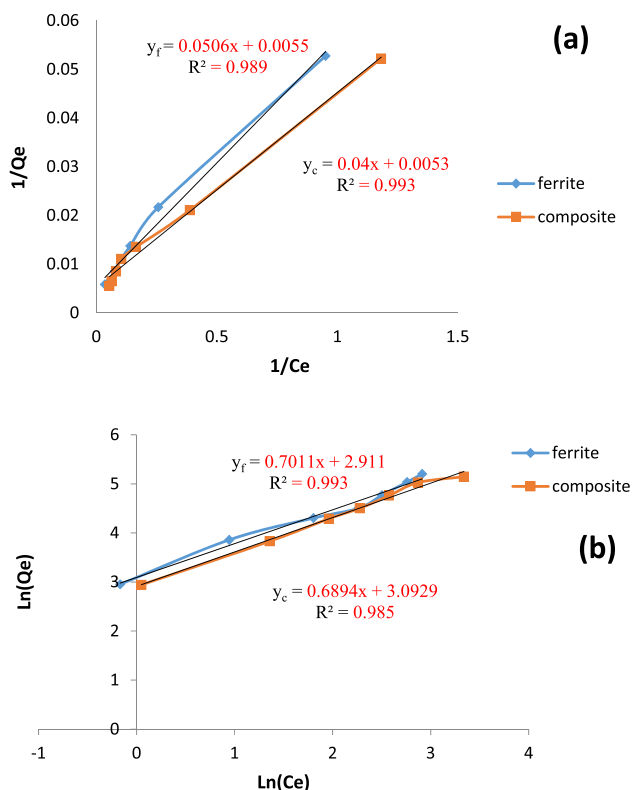 (a)
0.06
0.05
0.04
0.03
0.02
0.01
0
1/Qe
y_f = 0.0506x + 0.0055
R² = 0.989
y_c = 0.04x + 0.0053
R² = 0.993
ferrite
composite
0 0.5 1 1.5
1/Ce
6
5
4
3
2
1
0
Ln(Qe)
y_f = 0.7011x + 2.911
R² = 0.993
y_c = 0.6894x + 3.0929
R² = 0.985
ferrite
composite
(b)
-1 0 1 2 3 4
Ln(Ce)